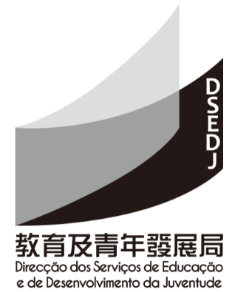 DSEDJ
教育及青年發展局
Direcção dos Serviços de Educação
e de Desenvolvimento da Juventude